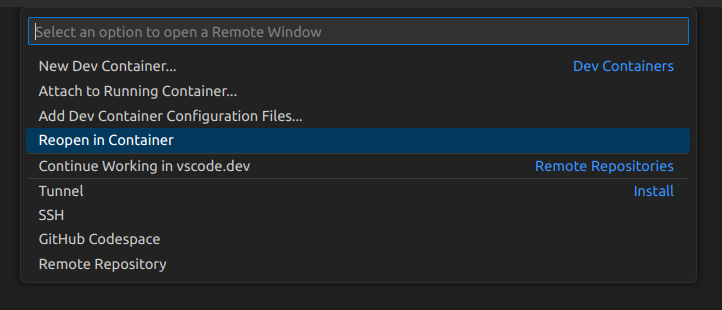 Select an option to open a Remote Window
New Dev Container... Dev Containers
Attach to Running Container...
Add Dev Container Configuration Files...
Reopen in Container
Continue Working in vscode.dev Remote Repositories
Tunnel Install
SSH
GitHub Codespace
Remote Repository